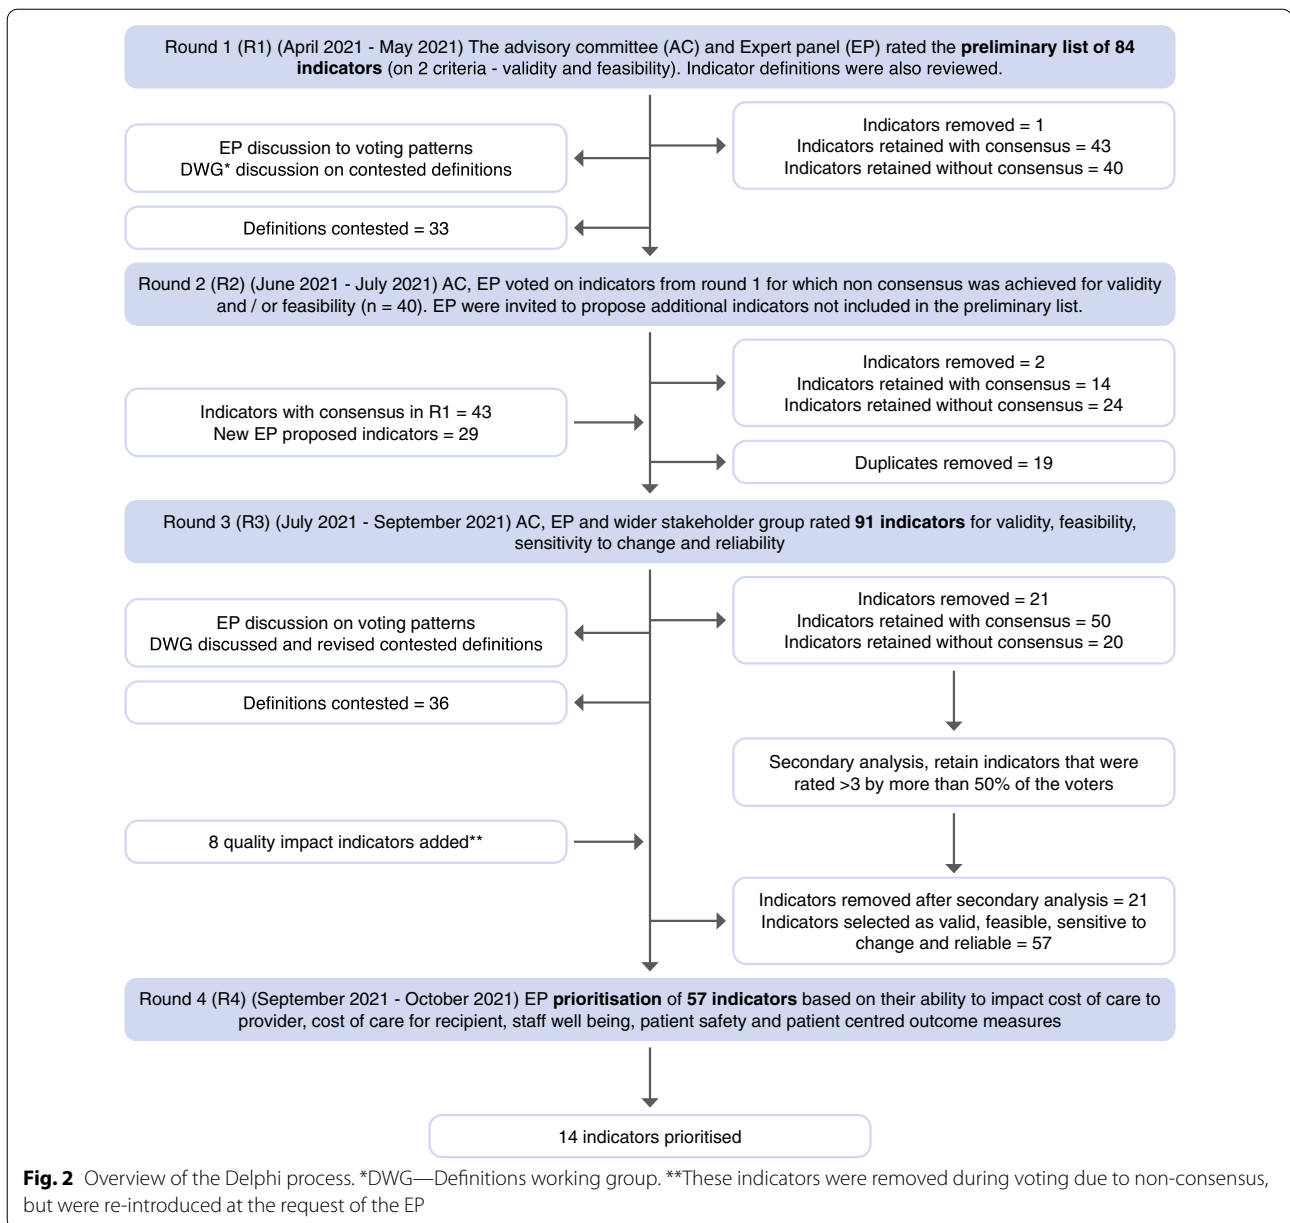 Round 1 (R1) (April 2021 - May 2021) The advisory committee (AC) and Expert panel (EP) rated the preliminary list of 84
indicators (on 2 criteria - validity and feasibility). Indicator definitions were also reviewed.
EP discussion to voting patterns
DWG* discussion on contested definitions
Indicators removed = 1
Indicators retained with consensus = 43
Indicators retained without consensus = 40
Definitions contested = 33
Round 2 (R2) (June 2021 - July 2021) AC, EP voted on indicators from round 1 for which non consensus was achieved for validity
and / or feasibility (n = 40). EP were invited to propose additional indicators not included in the preliminary list.
Indicators removed = 2
Indicators retained with consensus = 14
Indicators retained without consensus = 24
Indicators with consensus in R1 = 43
New EP proposed indicators = 29
Duplicates removed = 19
Round 3 (R3) (July 2021 - September 2021) AC, EP and wider stakeholder group rated 91 indicators for validity, feasibility,
sensitivity to change and reliability
EP discussion on voting patterns
DWG discussed and revised contested definitions
Indicators removed = 21
Indicators retained with consensus = 50
Indicators retained without consensus = 20
Definitions contested = 36
Secondary analysis, retain indicators that were
rated >3 by more than 50% of the voters
8 quality impact indicators added**
Indicators removed after secondary analysis = 21
Indicators selected as valid, feasible, sensitive to
change and reliable = 57
Round 4 (R4) (September 2021 - October 2021) EP prioritisation of 57 indicators based on their ability to impact cost of care to
provider, cost of care for recipient, staff well being, patient safety and patient centred outcome measures
14 indicators prioritised
Fig. 2 Overview of the Delphi process. *DWG—Definitions working group. **These indicators were removed during voting due to non-consensus,
but were re-introduced at the request of the EP